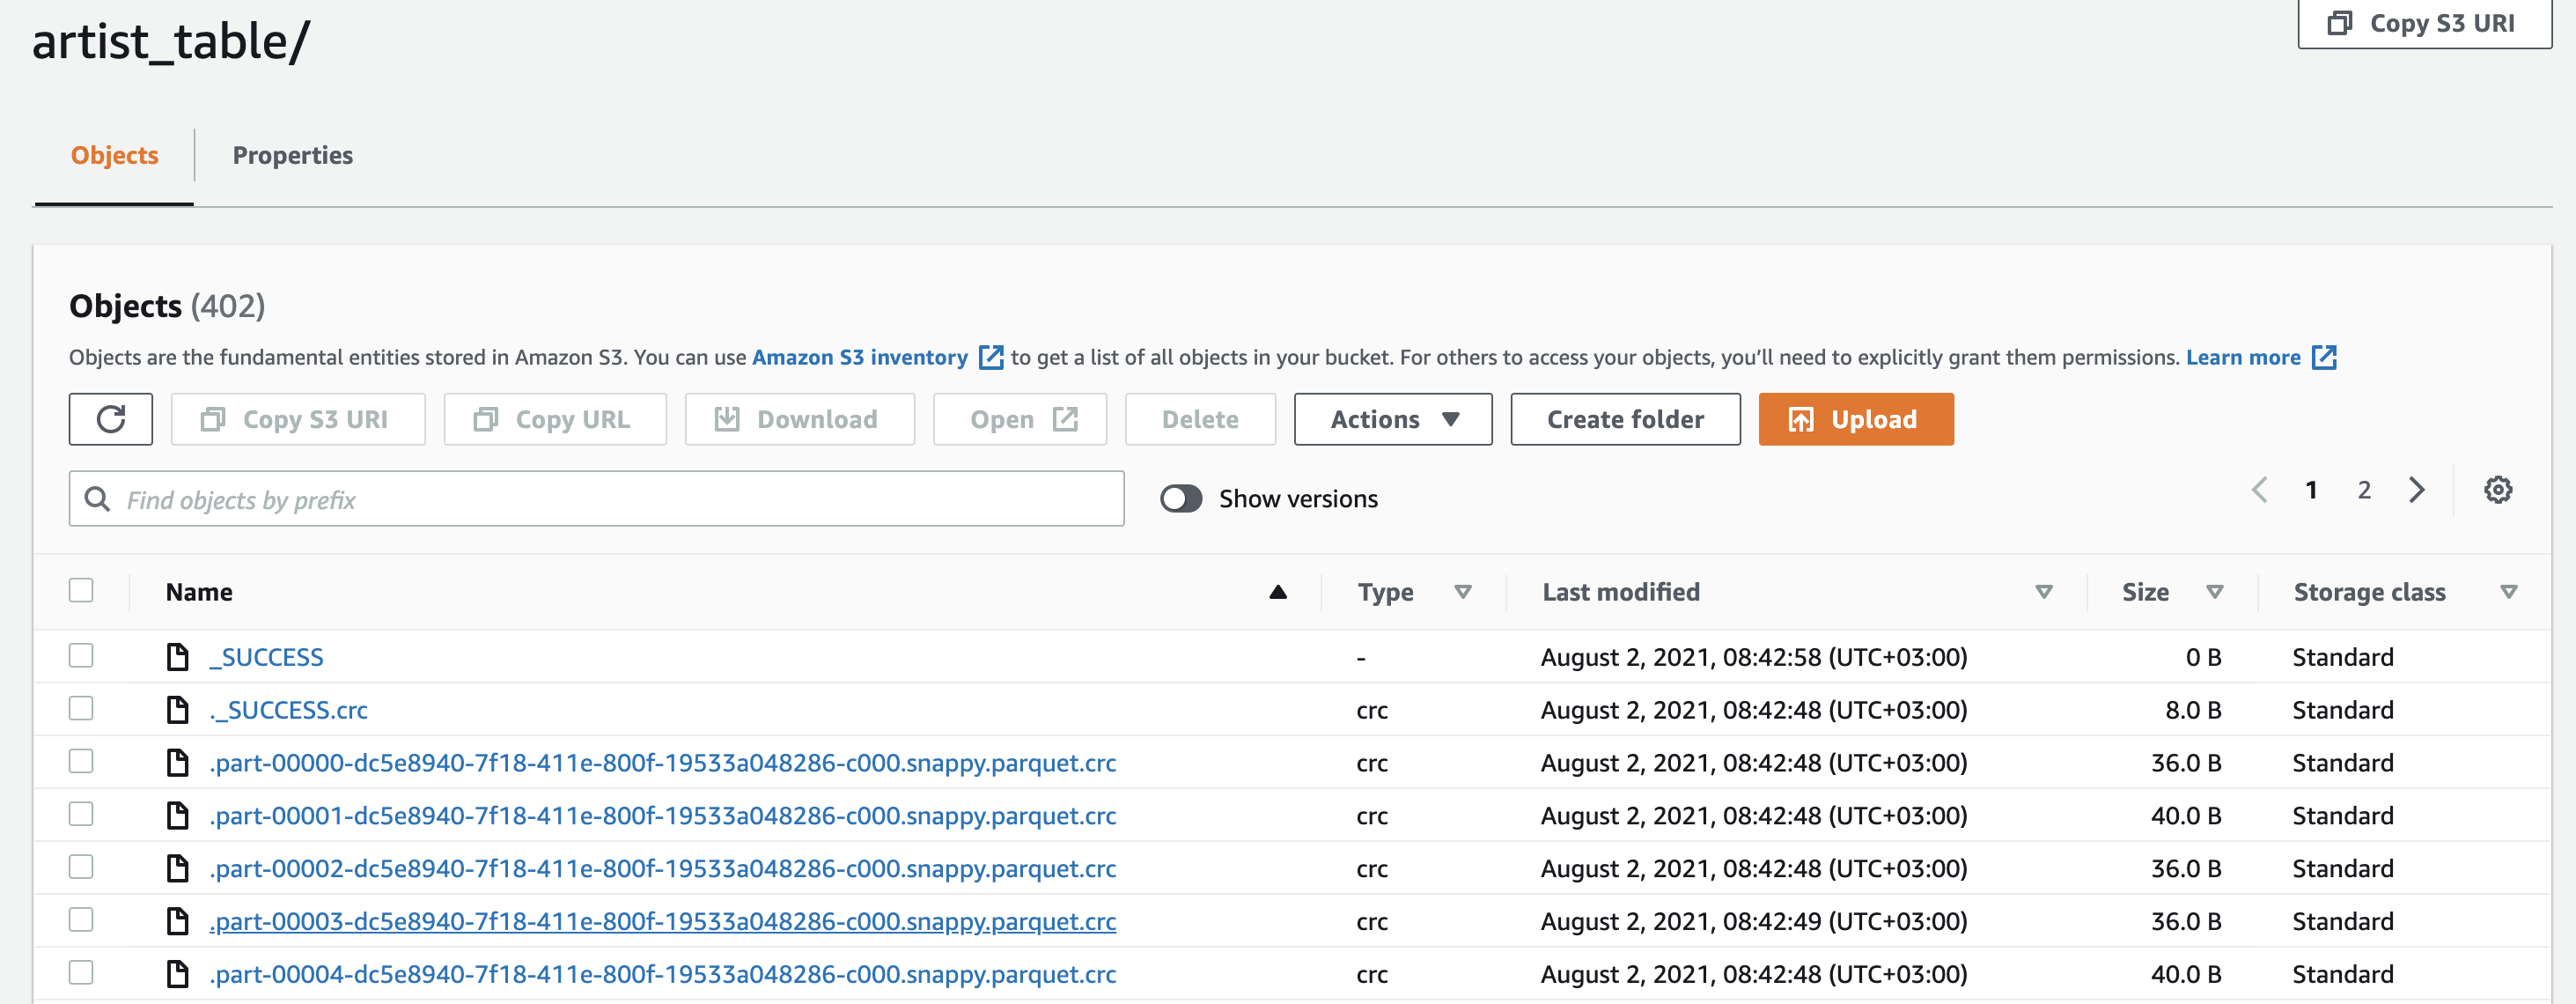 artist_table/
Copy S3 URI
Objects
Properties
Objects (402)
Objects are the fundamental entities stored in Amazon S3. You can use Amazon S3 inventory to get a list of all objects in your bucket. For others to access your objects, you’ll need to explicitly grant them permissions. Learn more
Copy S3 URI Copy URL Download Open Delete Actions Create folder Upload
Find objects by prefix Show versions 1 2
Name Type Last modified Size Storage class
_SUCCESS - August 2, 2021, 08:42:58 (UTC+03:00) 0 B Standard
._SUCCESS.crc crc August 2, 2021, 08:42:48 (UTC+03:00) 8.0 B Standard
.part-00000-dc5e8940-7f18-411e-800f-19533a048286-c000.snappy.parquet.crc crc August 2, 2021, 08:42:48 (UTC+03:00) 36.0 B Standard
.part-00001-dc5e8940-7f18-411e-800f-19533a048286-c000.snappy.parquet.crc crc August 2, 2021, 08:42:48 (UTC+03:00) 40.0 B Standard
.part-00002-dc5e8940-7f18-411e-800f-19533a048286-c000.snappy.parquet.crc crc August 2, 2021, 08:42:48 (UTC+03:00) 36.0 B Standard
.part-00003-dc5e8940-7f18-411e-800f-19533a048286-c000.snappy.parquet.crc crc August 2, 2021, 08:42:49 (UTC+03:00) 36.0 B Standard
.part-00004-dc5e8940-7f18-411e-800f-19533a048286-c000.snappy.parquet.crc crc August 2, 2021, 08:42:48 (UTC+03:00) 40.0 B Standard